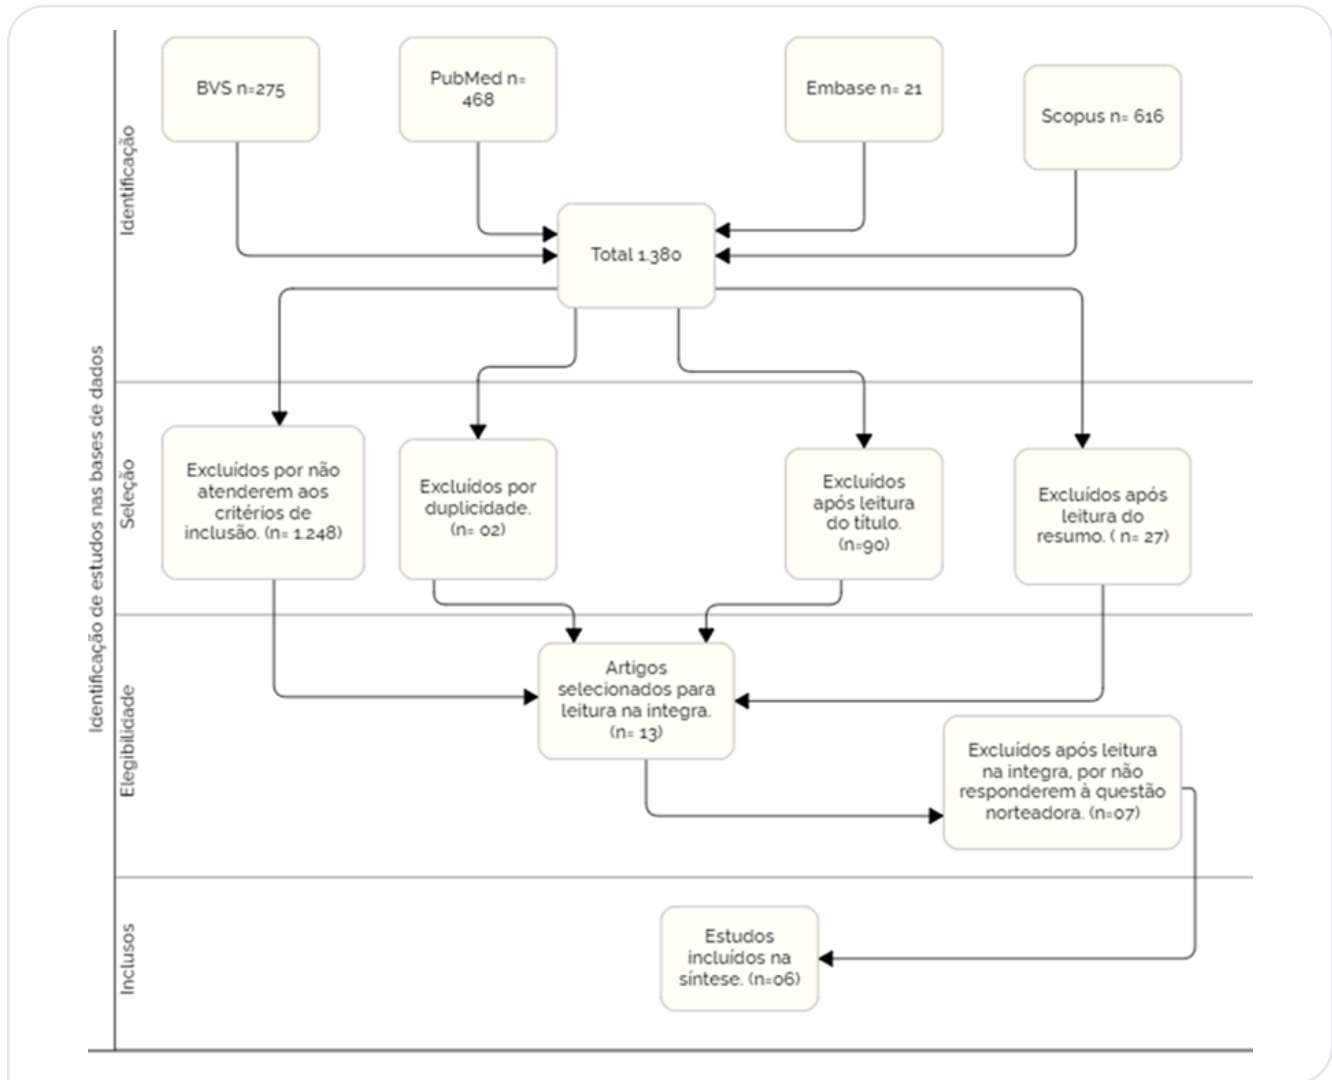 Identificação de estudos nas bases de dados
Identificação
BVS n=275
PubMed n=
468
Embase n= 21
Scopus n= 616
Total 1.380
Seleção
Excluídos por não
atenderem aos
critérios de
inclusão. (n= 1.248)
Excluídos por
duplicidade.
(n= 02)
Excluídos
após leitura
do título.
(n=90)
Excluídos após
leitura do
resumo. ( n= 27)
Elegibilidade
Artigos
selecionados para
leitura na integra.
(n= 13)
Excluídos após leitura
na integra, por não
responderem à questão
norteadora. (n=07)
Inclusos
Estudos
incluídos na
síntese. (n=06)